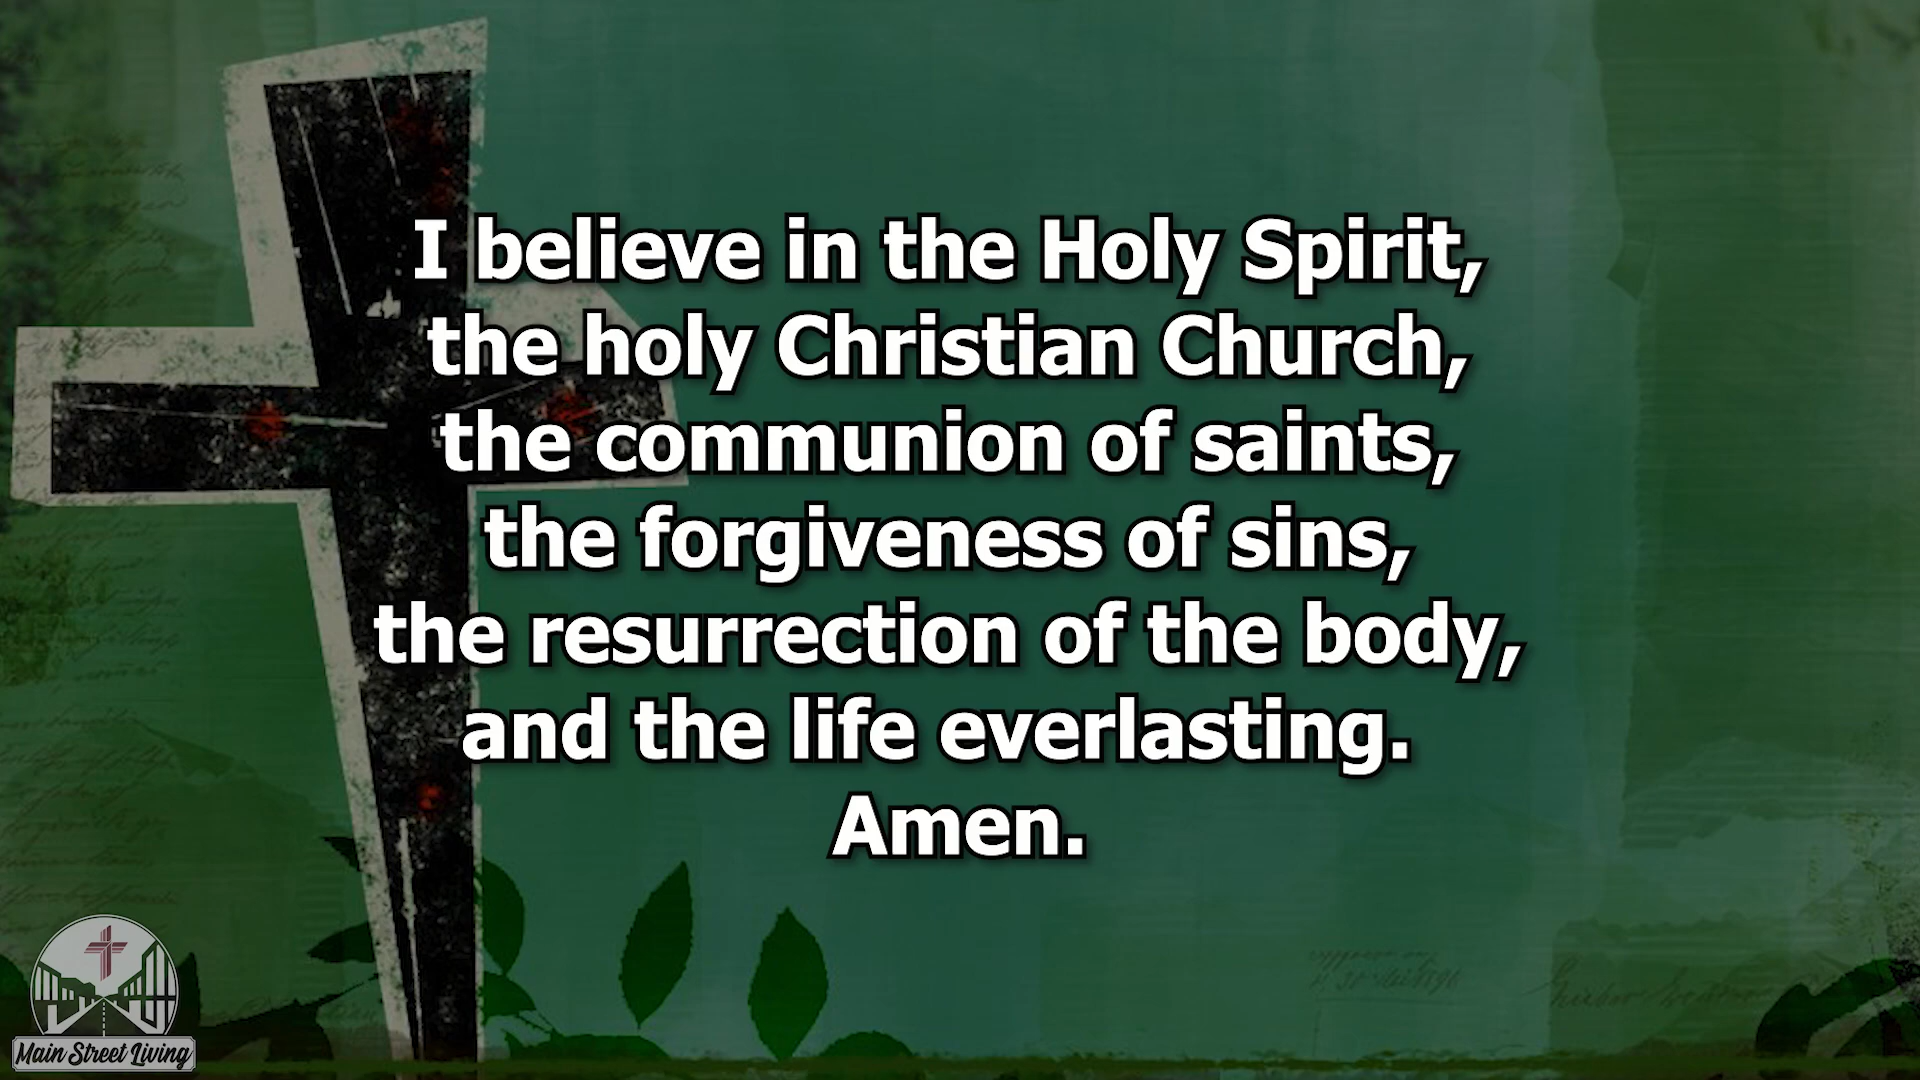 I believe in the Holy Spirit,
the holy Christian Church,
the communion of saints,
the forgiveness of sins,
the resurrection of the body,
and the life everlasting.
Amen.
Main Street Living